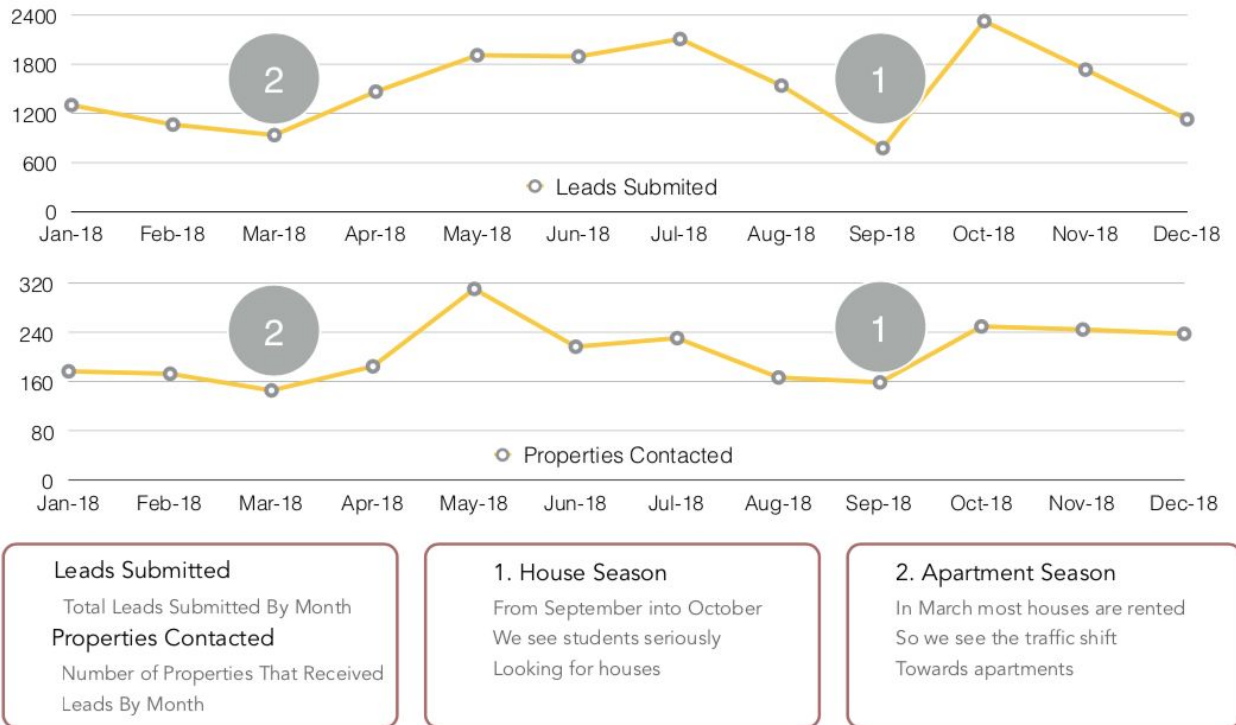 2400
1800
1200
600
0
2
1
Leads Submited
Jan-18 Feb-18 Mar-18 Apr-18 May-18 Jun-18 Jul-18 Aug-18 Sep-18 Oct-18 Nov-18 Dec-18
320
240
160
80
0
2
1
Properties Contacted
Jan-18 Feb-18 Mar-18 Apr-18 May-18 Jun-18 Jul-18 Aug-18 Sep-18 Oct-18 Nov-18 Dec-18
Leads Submitted
Total Leads Submitted By Month
Properties Contacted
Number of Properties That Received
Leads By Month
1. House Season
From September into October
We see students seriously
Looking for houses
2. Apartment Season
In March most houses are rented
So we see the traffic shift
Towards apartments